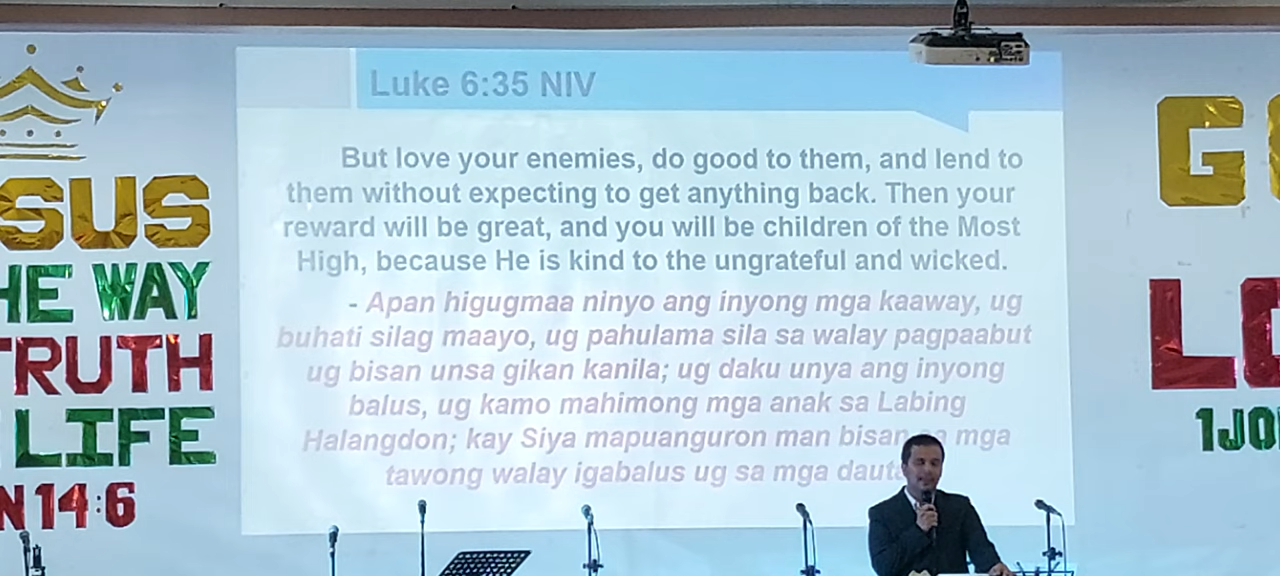 Luke 6:35 NIV
But love your enemies, do good to them, and lend to
them without expecting to get anything back. Then your
reward will be great, and you will be children of the Most
High, because He is kind to the ungrateful and wicked.
- Apan higugmaa ninyo ang inyong mga kaaway, ug
buhati silag maayo, ug pahulama sila sa walay pagpaabut
ug bisan unsa gikan kanila; ug daku unya ang inyong
balus, ug kamo mahimong mga anak sa Labing
Halangdon; kay Siya mapuanguron man bisan mga
tawong walay igabalus ug sa mga
SUS
HE WAY
TRUTH
LIFE
N 14:6
G
L
1JO